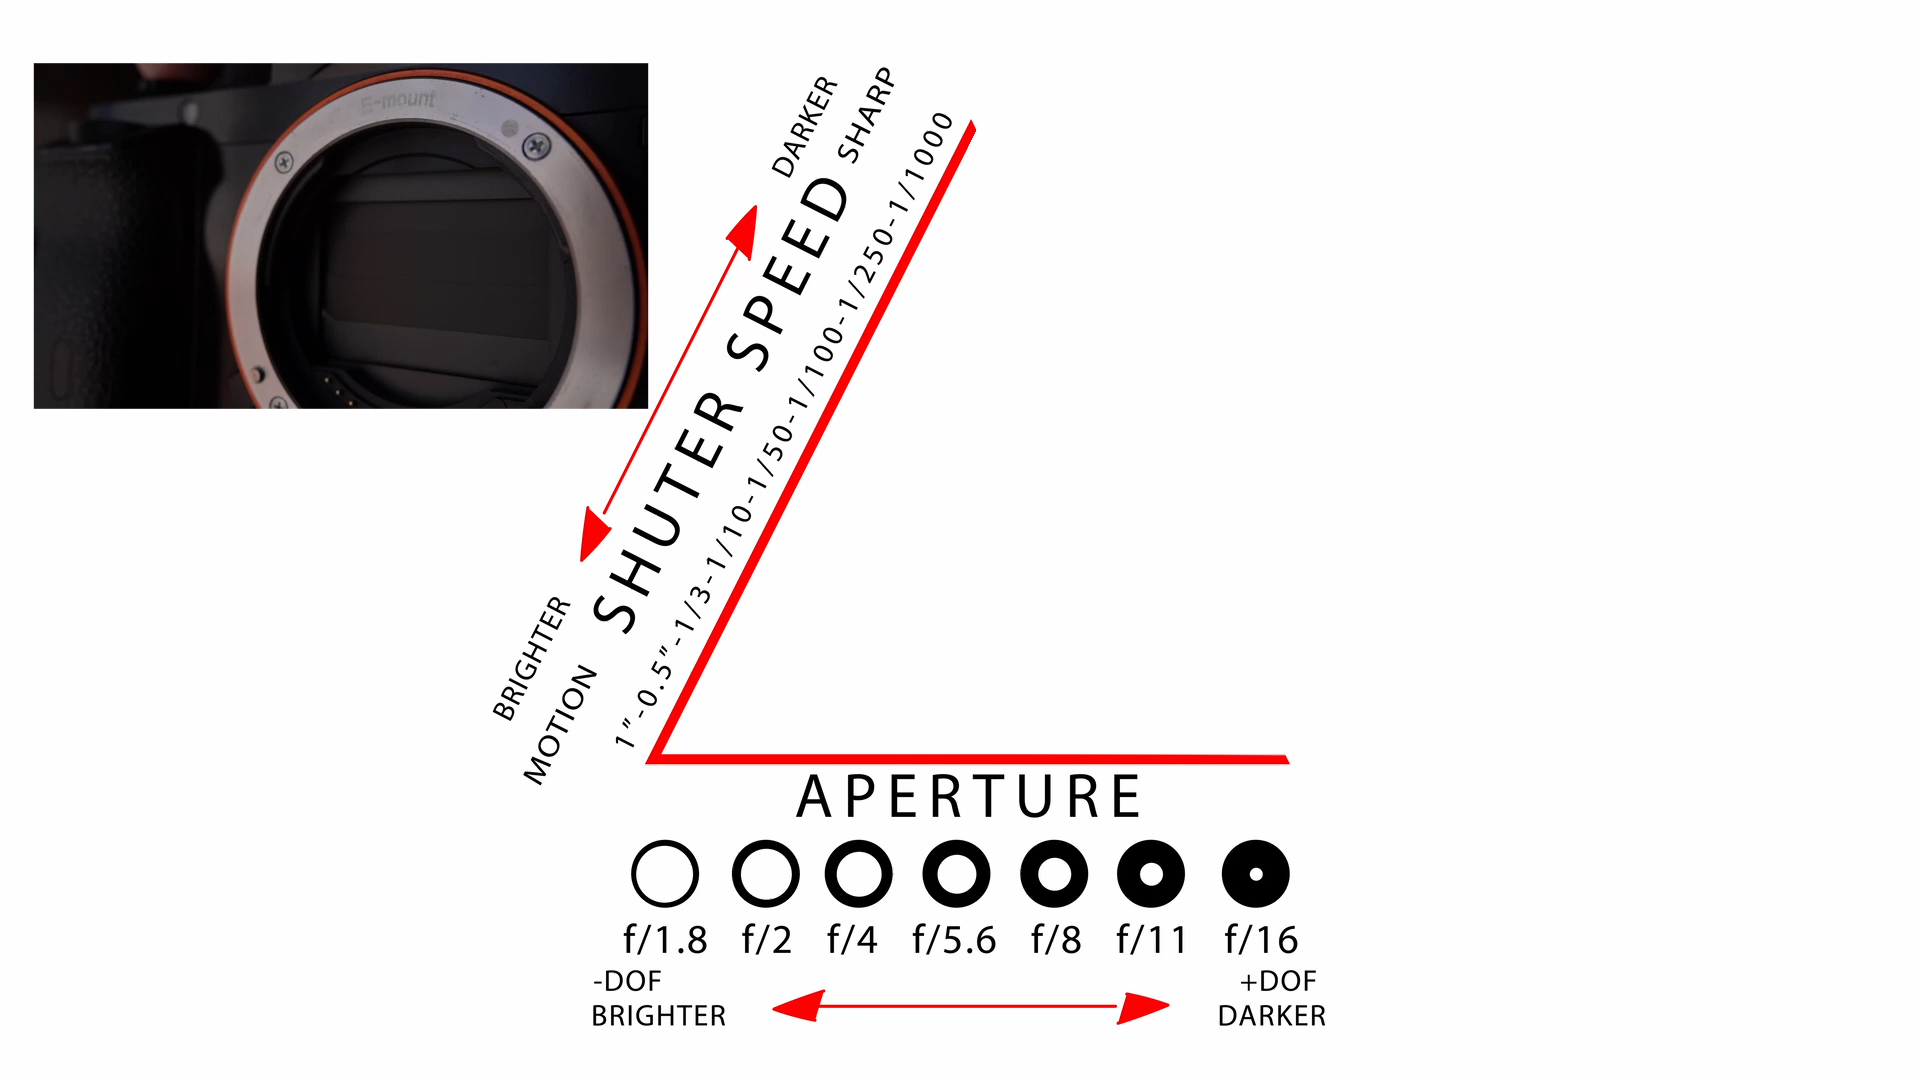 E-mount
DARKER
SHARP
SHUTER SPEED
1"-0.5"-1/3-1/10-1/50-1/100-1/250-1/1000
BRIGHTER
MOTION
APERTURE
f/1.8 f/2 f/4 f/5.6 f/8 f/11 f/16
-DOF +DOF
BRIGHTER DARKER